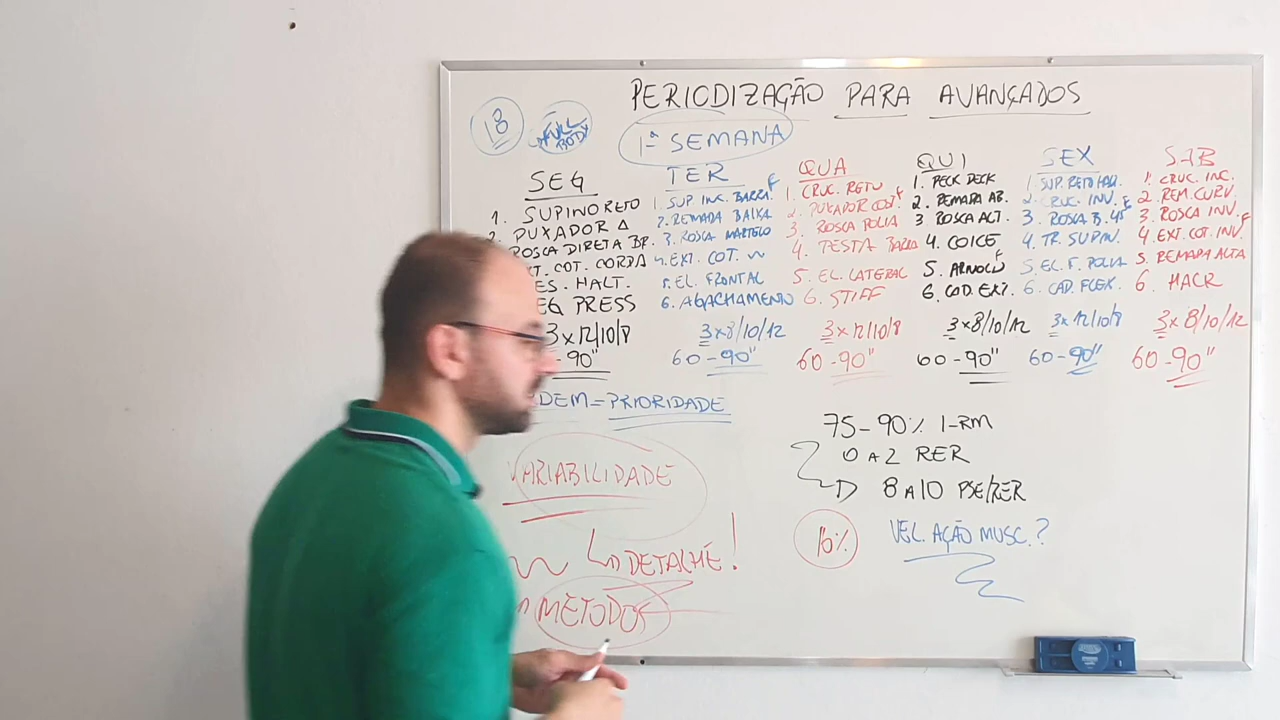 PERIODIZAÇÃO PARA AVANÇADOS
18
FULL BODY
1ª SEMANA
SEG
1. SUPINO RETO
2. PUXADOR Δ
ROSCA DIRETA BR.
EXT. COT. CORDA
DES. HALT.
LEG PRESS
3x12/10/8
-90"
TER
1. SUP INC. BARRA F
2. REMADA BAIXA
3. ROSCA MARTELO
4. EXT. COT. ~
5. EL. FRONTAL
6. AGACHAMENTO
3x8/10/12
60-90"
QUA
1. CRUC. RETO
2. PUXADOR COST F
3. ROSCA POLIA
4. TESTA BARRA
5. EL. LATERAL
6. STIFF
3x12/10/8
60-90"
QUI
1. PECK DECK
2. REMADA AB.
3. ROSCA ALT.
4. COICE
5. ARNOLD F
6. CAD. EXT.
3x8/10/12
60-90"
SEX
1. SUP. RETO HAL.
2. CRUC. INV. F
3. ROSCA B. 45°
4. TR. SUPIN.
5. EL. F. POLIA
6. CAD. FLEX.
3x12/10/8
60-90"
SAB
1. CRUC. INC.
2. REM. CURV.
3. ROSCA INV. F
4. EXT. COT. INV.
5. REMADA ALTA
6. HACK
3x8/10/12
60-90"
DEM = PRIORIDADE
VARIABILIDADE
DETALHE!
MÉTODOS
75-90% 1-RM
0 A 2 RER
8 A 10 PSE/RER
10%
VEL. AÇÃO MUSC.?